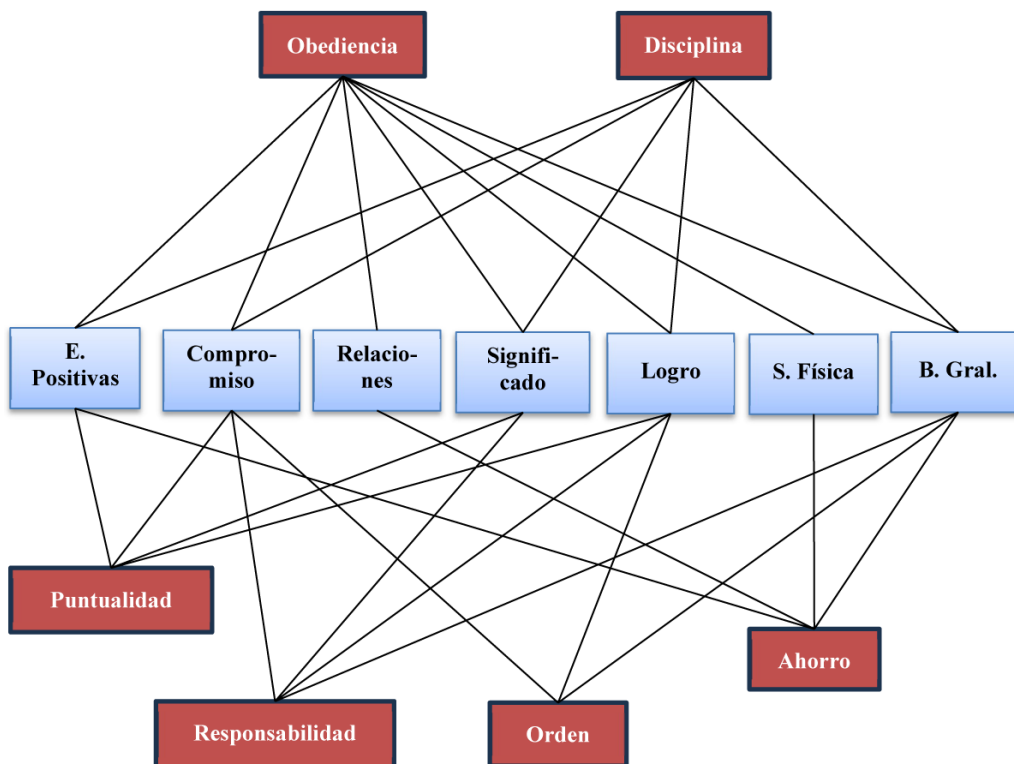 Obediencia
Disciplina
E.
Positivas
Compro-
miso
Relacio-
nes
Signifi-
cado
Logro
S. Física
B. Gral.
Puntualidad
Ahorro
Responsabilidad
Orden